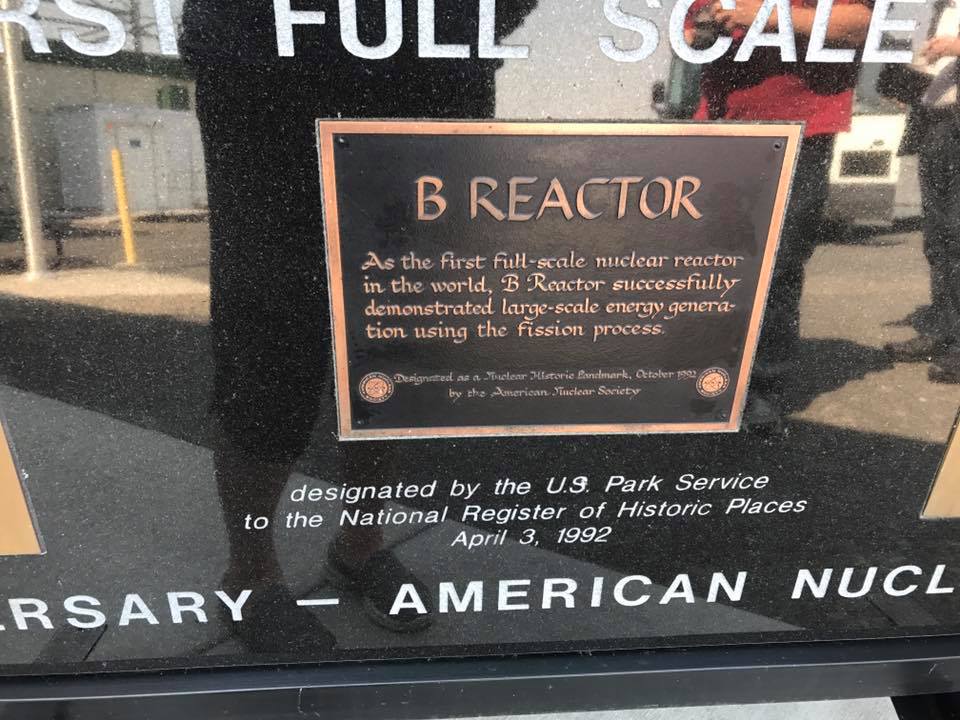 RST FULL SCALE
B REACTOR
As the first full-scale nuclear reactor
in the world, B Reactor successfully
demonstrated large-scale energy genera-
tion using the fission process.
Designated as a Nuclear Historic Landmark, October 1992
by the American Nuclear Society
designated by the U.S. Park Service
to the National Register of Historic Places
April 3, 1992
ERSARY — AMERICAN NUCL